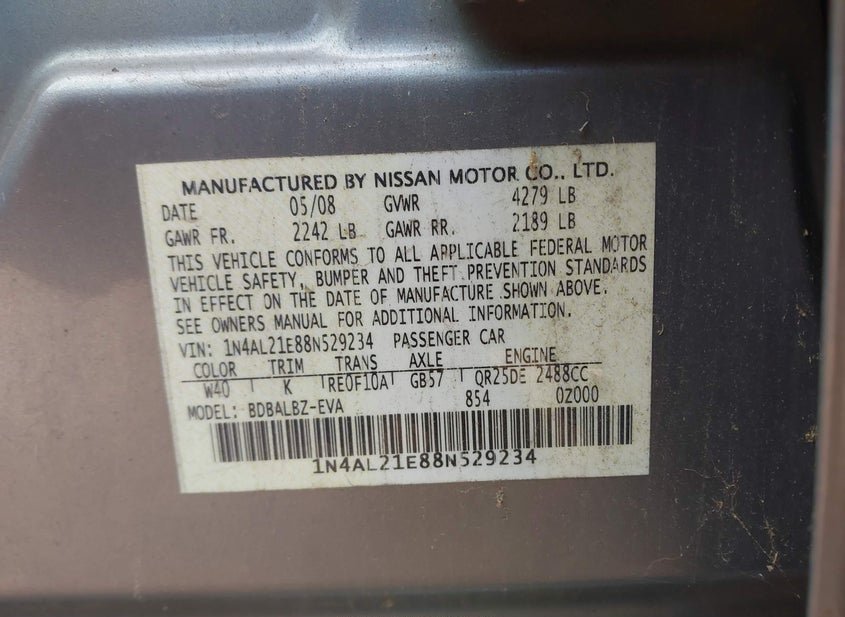 MANUFACTURED BY NISSAN MOTOR CO., LTD.
DATE 05/08 GVWR 4279 LB
GAWR FR. 2242 LB GAWR RR. 2189 LB
THIS VEHICLE CONFORMS TO ALL APPLICABLE FEDERAL MOTOR
VEHICLE SAFETY, BUMPER AND THEFT PREVENTION STANDARDS
IN EFFECT ON THE DATE OF MANUFACTURE SHOWN ABOVE.
SEE OWNERS MANUAL FOR ADDITIONAL INFORMATION.
VIN: 1N4AL21E88N529234 PASSENGER CAR
COLOR TRIM TRANS AXLE ENGINE
W40 K RE0F10A GB57 QR25DE 2488CC
MODEL: BDBALBZ-EVA 854 0Z000
1N4AL21E88N529234